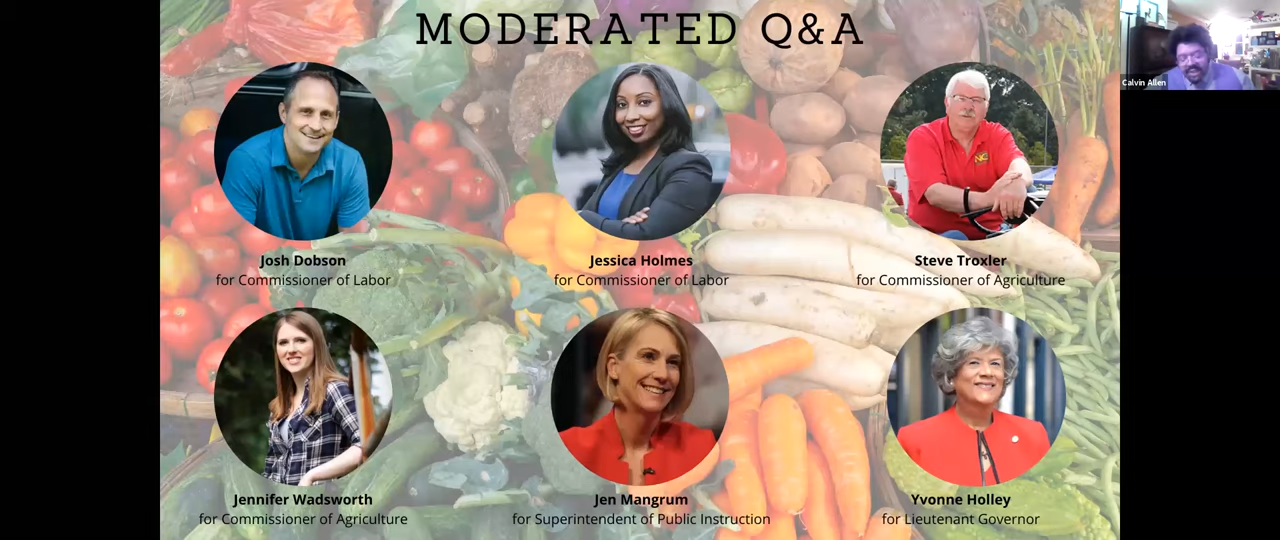 MODERATED Q&A
Calvin Allen
Josh Dobson
for Commissioner of Labor
Jessica Holmes
for Commissioner of Labor
NC
Steve Troxler
for Commissioner of Agriculture
Jennifer Wadsworth
for Commissioner of Agriculture
Jen Mangrum
for Superintendent of Public Instruction
Yvonne Holley
for Lieutenant Governor